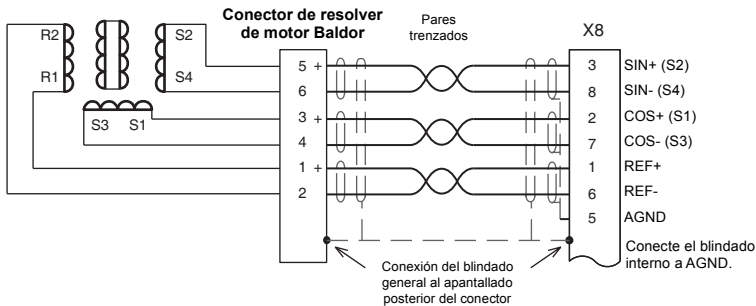 Conector de resolver
de motor Baldor
Pares
trenzados
X8
R2
S2
R1
S4
S3 S1
5 +
6
3 +
4
1 +
2
3 SIN+ (S2)
8 SIN- (S4)
2 COS+ (S1)
7 COS- (S3)
1 REF+
6 REF-
5 AGND
Conecte el blindado
interno a AGND.
Conexión del blindado
general al apantallado
posterior del conector